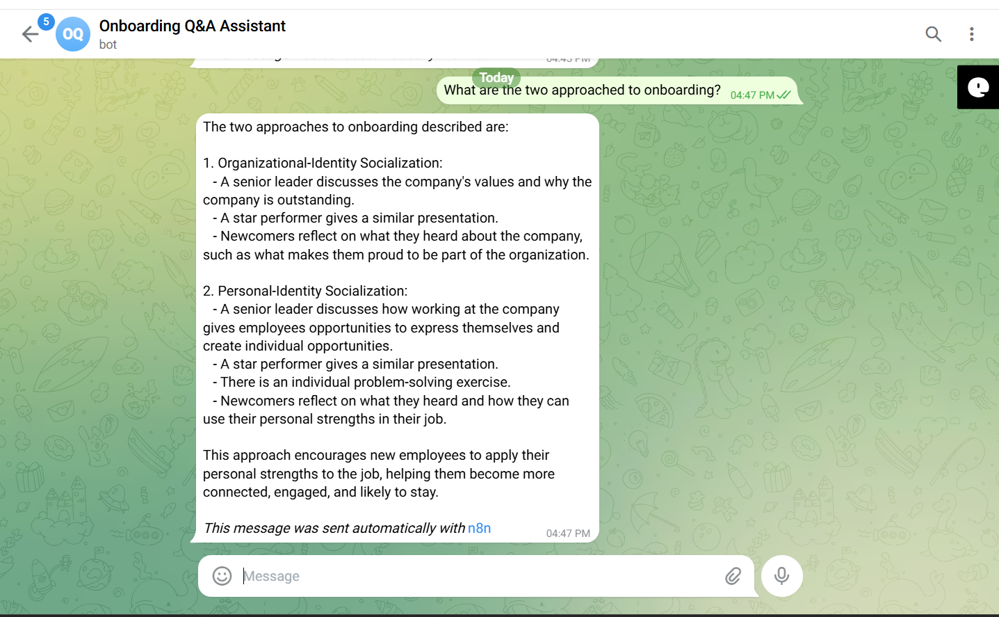 5
OQ
Onboarding Q&A Assistant
bot
04:45 PM
Today
What are the two approached to onboarding?
04:47 PM
The two approaches to onboarding described are:
1. Organizational-Identity Socialization:
- A senior leader discusses the company's values and why the
company is outstanding.
- A star performer gives a similar presentation.
- Newcomers reflect on what they heard about the company,
such as what makes them proud to be part of the organization.
2. Personal-Identity Socialization:
- A senior leader discusses how working at the company
gives employees opportunities to express themselves and
create individual opportunities.
- A star performer gives a similar presentation.
- There is an individual problem-solving exercise.
- Newcomers reflect on what they heard and how they can
use their personal strengths in their job.
This approach encourages new employees to apply their
personal strengths to the job, helping them become more
connected, engaged, and likely to stay.
This message was sent automatically with n8n
04:47 PM
Message